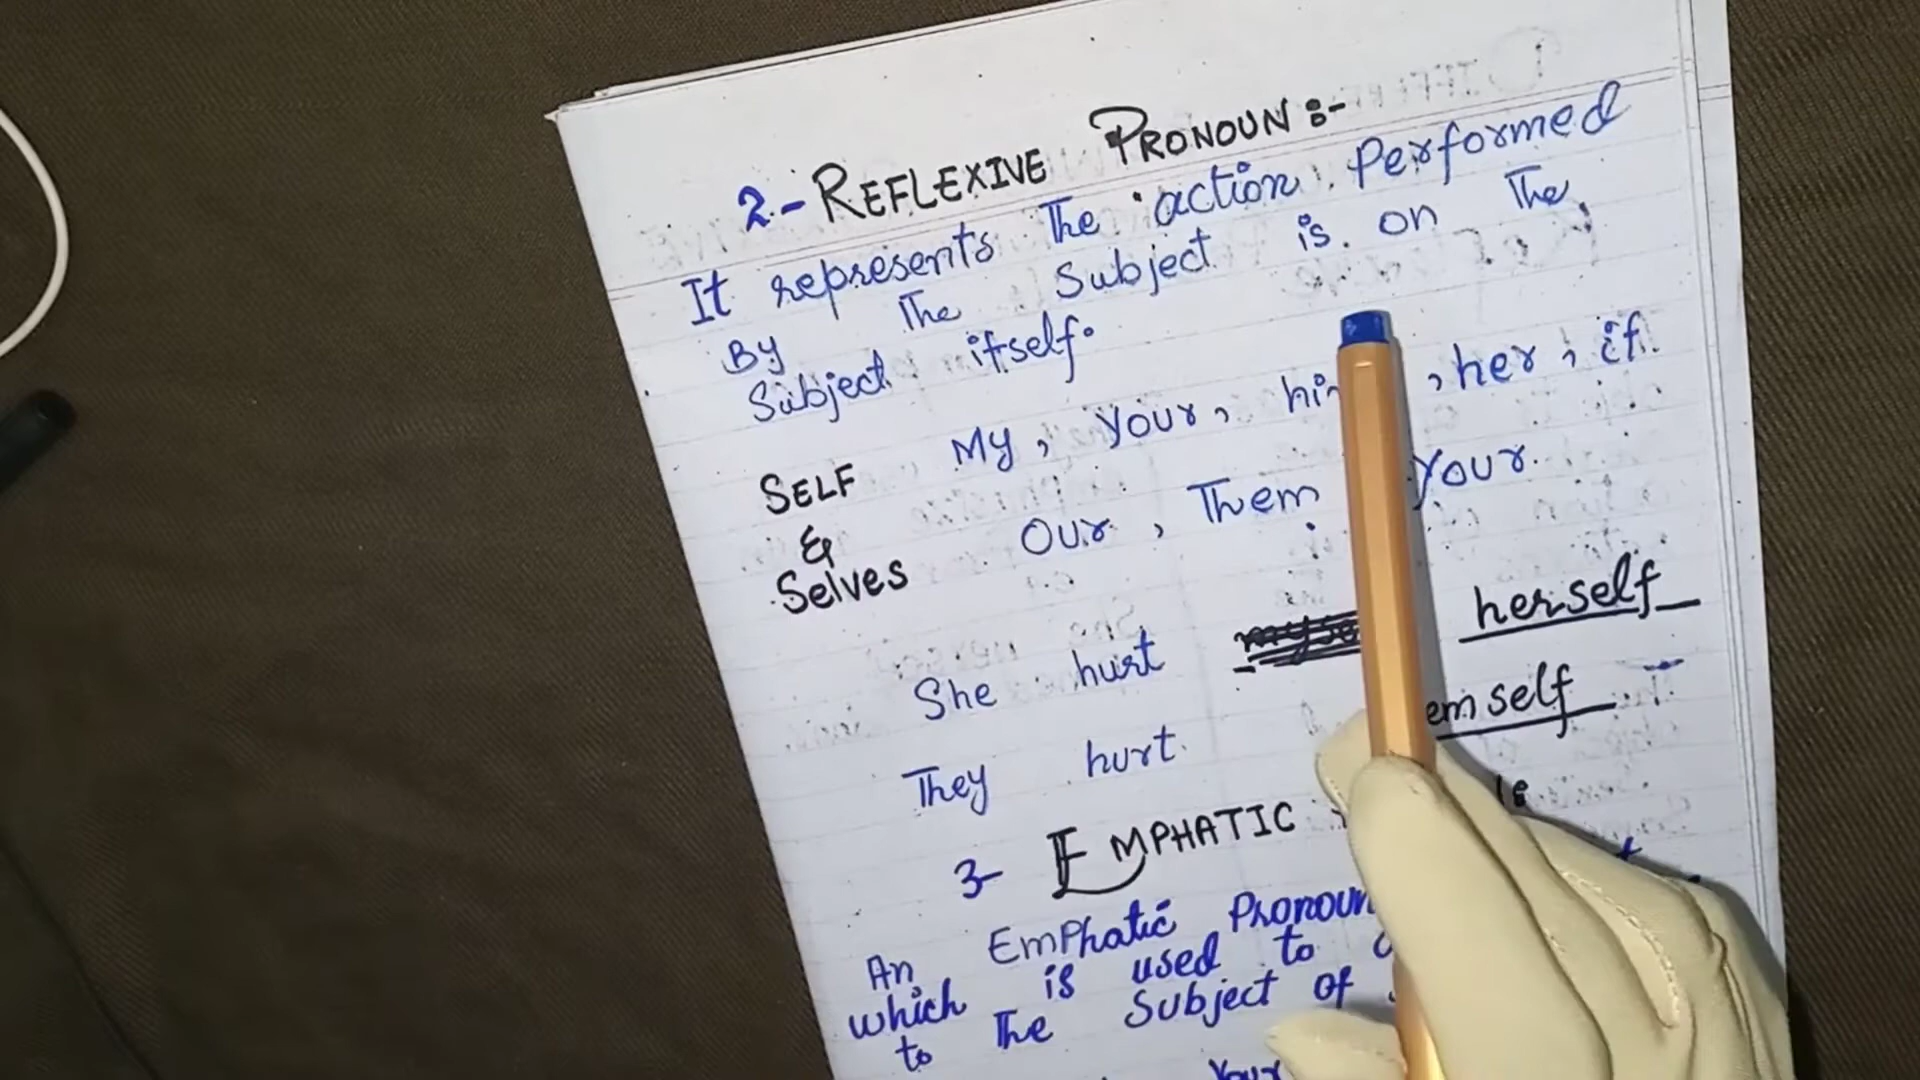 2.- REFLEXIVE PRONOUN :-
It represents The action Performed
By The Subject is on The
Subject itself.
SELF My, Your, , her, it
&
Selves Our, Them Your
She hurt herself
They hurt emself
3- EMPHATIC
An Emphatic Pronoun
which is used to
to The Subject of
Your